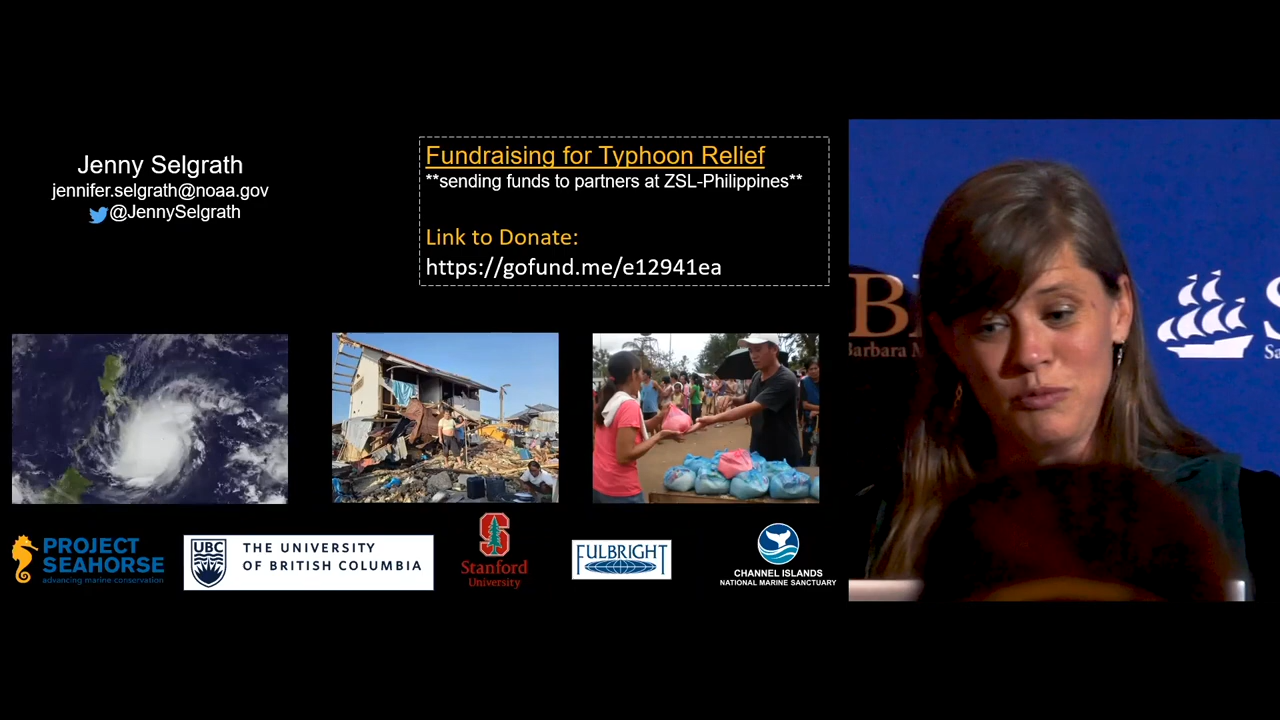 Jenny Selgrath
jennifer.selgrath@noaa.gov
@JennySelgrath
Fundraising for Typhoon Relief
**sending funds to partners at ZSL-Philippines**
Link to Donate:
https://gofund.me/e12941ea
PROJECT
SEAHORSE
advancing marine conservation
UBC
THE UNIVERSITY
OF BRITISH COLUMBIA
S
Stanford
University
FULBRIGHT
CHANNEL ISLANDS
NATIONAL MARINE SANCTUARY
B
Barbara M
S
Sa